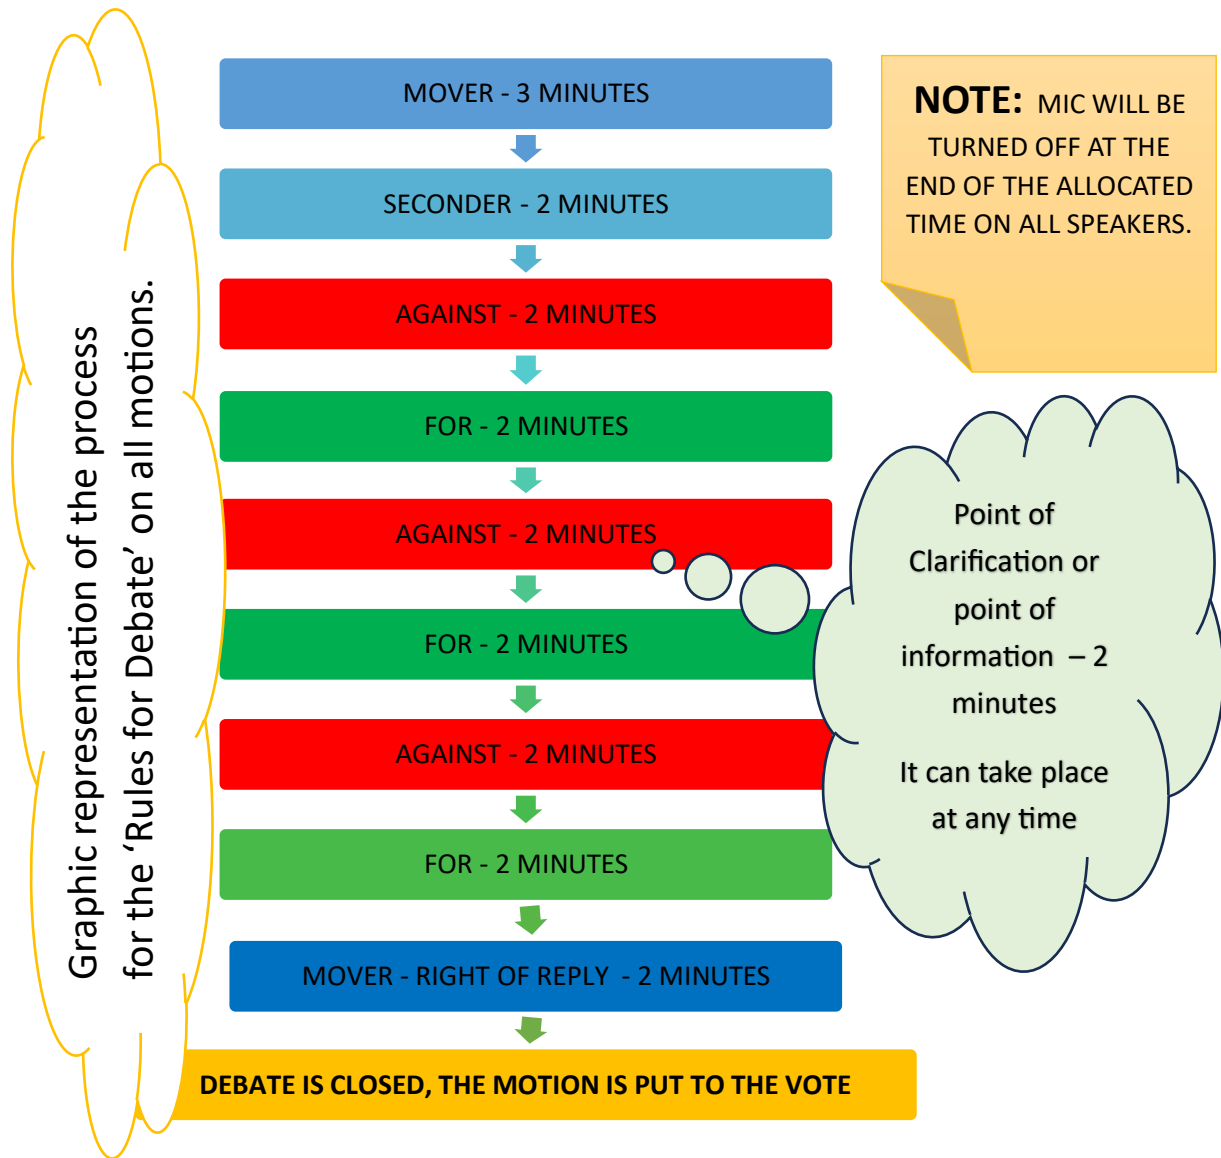 Graphic representation of the process
for the ‘Rules for Debate’ on all motions.
MOVER - 3 MINUTES
SECONDER - 2 MINUTES
AGAINST - 2 MINUTES
FOR - 2 MINUTES
AGAINST - 2 MINUTES
FOR - 2 MINUTES
AGAINST - 2 MINUTES
FOR - 2 MINUTES
MOVER - RIGHT OF REPLY - 2 MINUTES
DEBATE IS CLOSED, THE MOTION IS PUT TO THE VOTE
NOTE: MIC WILL BE
TURNED OFF AT THE
END OF THE ALLOCATED
TIME ON ALL SPEAKERS.
Point of
Clarification or
point of
information – 2
minutes
It can take place
at any time